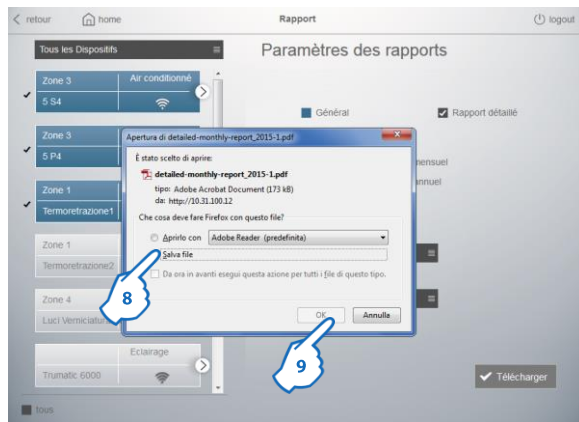 retour
home
Rapport
logout
Tous les Dispositifs
Paramètres des rapports
Zone 3
Air conditionné
5 S4
Général
Rapport détaillé
Zone 3
5 P4
Apertura di detailed-monthly-report_2015-1.pdf
È stato scelto di aprire:
detailed-monthly-report_2015-1.pdf
tipo: Adobe Acrobat Document (173 kB)
da: http://10.31.100.12
Che cosa deve fare Firefox con questo file?
Aprirlo con
Adobe Reader (predefinita)
Salva file
Da ora in avanti esegui questa azione per tutti i file di questo tipo.
OK
Annulla
Zone 1
Termoretrazione1
Zone 1
Termoretrazione2
Zone 4
Luci Verniciatura
8
9
Eclairage
Trumatic 6000
Télécharger
tous